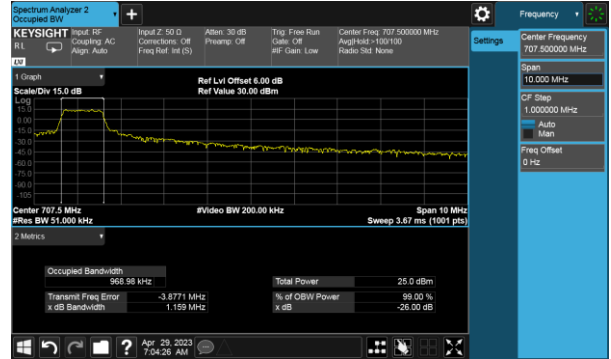 Spectrum Analyzer 2
Occupied BW
Frequency
KEYSIGHT
RL
Input: RF
Coupling: AC
Align: Auto
Input Z: 50 Ω
Corrections: Off
Freq Ref: Int (S)
Atten: 30 dB
Preamp: Off
Trig: Free Run
Gate: Off
#IF Gain: Low
Center Freq: 707.500000 MHz
Avg|Hold:>100/100
Radio Std: None
Settings
Center Frequency
707.500000 MHz
Span
10.000 MHz
CF Step
1.000000 MHz
Auto
Man
Freq Offset
0 Hz
1 Graph
Scale/Div 15.0 dB
Ref Lvl Offset 6.00 dB
Ref Value 30.00 dBm
Log
15.0
0.00
-15.0
-30.0
-45.0
-60.0
-75.0
-90.0
-105
Center 707.5 MHz
#Video BW 200.00 kHz
Span 10 MHz
#Res BW 51.000 kHz
Sweep 3.67 ms (1001 pts)
2 Metrics
Occupied Bandwidth
968.98 kHz
Total Power 25.0 dBm
Transmit Freq Error -3.8771 MHz
% of OBW Power 99.00 %
x dB Bandwidth 1.159 MHz
x dB -26.00 dB
?
Apr 29, 2023
7:04:26 AM